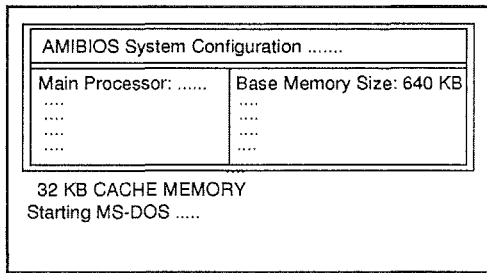 AMIBIOS System Configuration .......
Main Processor: ...... Base Memory Size: 640 KB
.... ....
.... ....
.... ....
.... ....
32 KB CACHE MEMORY
Starting MS-DOS .....